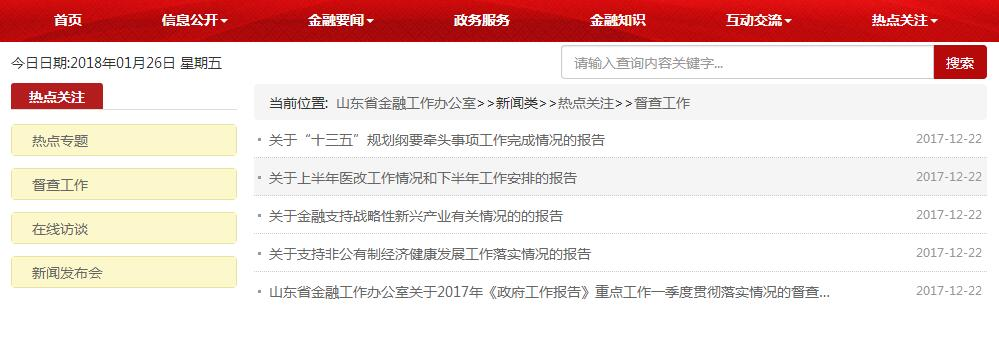 首页 信息公开 金融要闻 政务服务 金融知识 互动交流 热点关注
今日日期:2018年01月26日 星期五
请输入查询内容关键字... 搜索
热点关注
热点专题
督查工作
在线访谈
新闻发布会
当前位置: 山东省金融工作办公室>>新闻类>>热点关注>>督查工作
关于“十三五”规划纲要牵头事项工作完成情况的报告 2017-12-22
关于上半年医改工作情况和下半年工作安排的报告 2017-12-22
关于金融支持战略性新兴产业有关情况的的报告 2017-12-22
关于支持非公有制经济健康发展工作落实情况的报告 2017-12-22
山东省金融工作办公室关于2017年《政府工作报告》重点工作一季度贯彻落实情况的督查... 2017-12-22